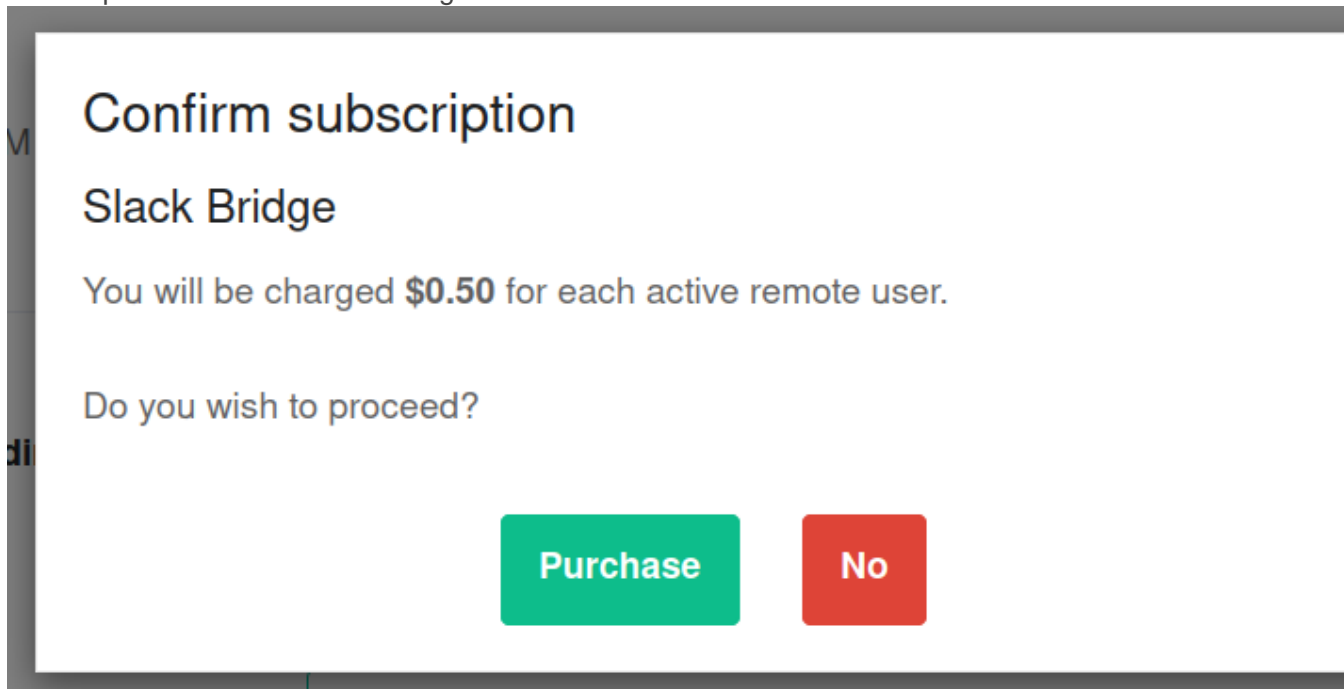 Confirm subscription
M
Slack Bridge
You will be charged $0.50 for each active remote user.
Do you wish to proceed?
di
Purchase
No